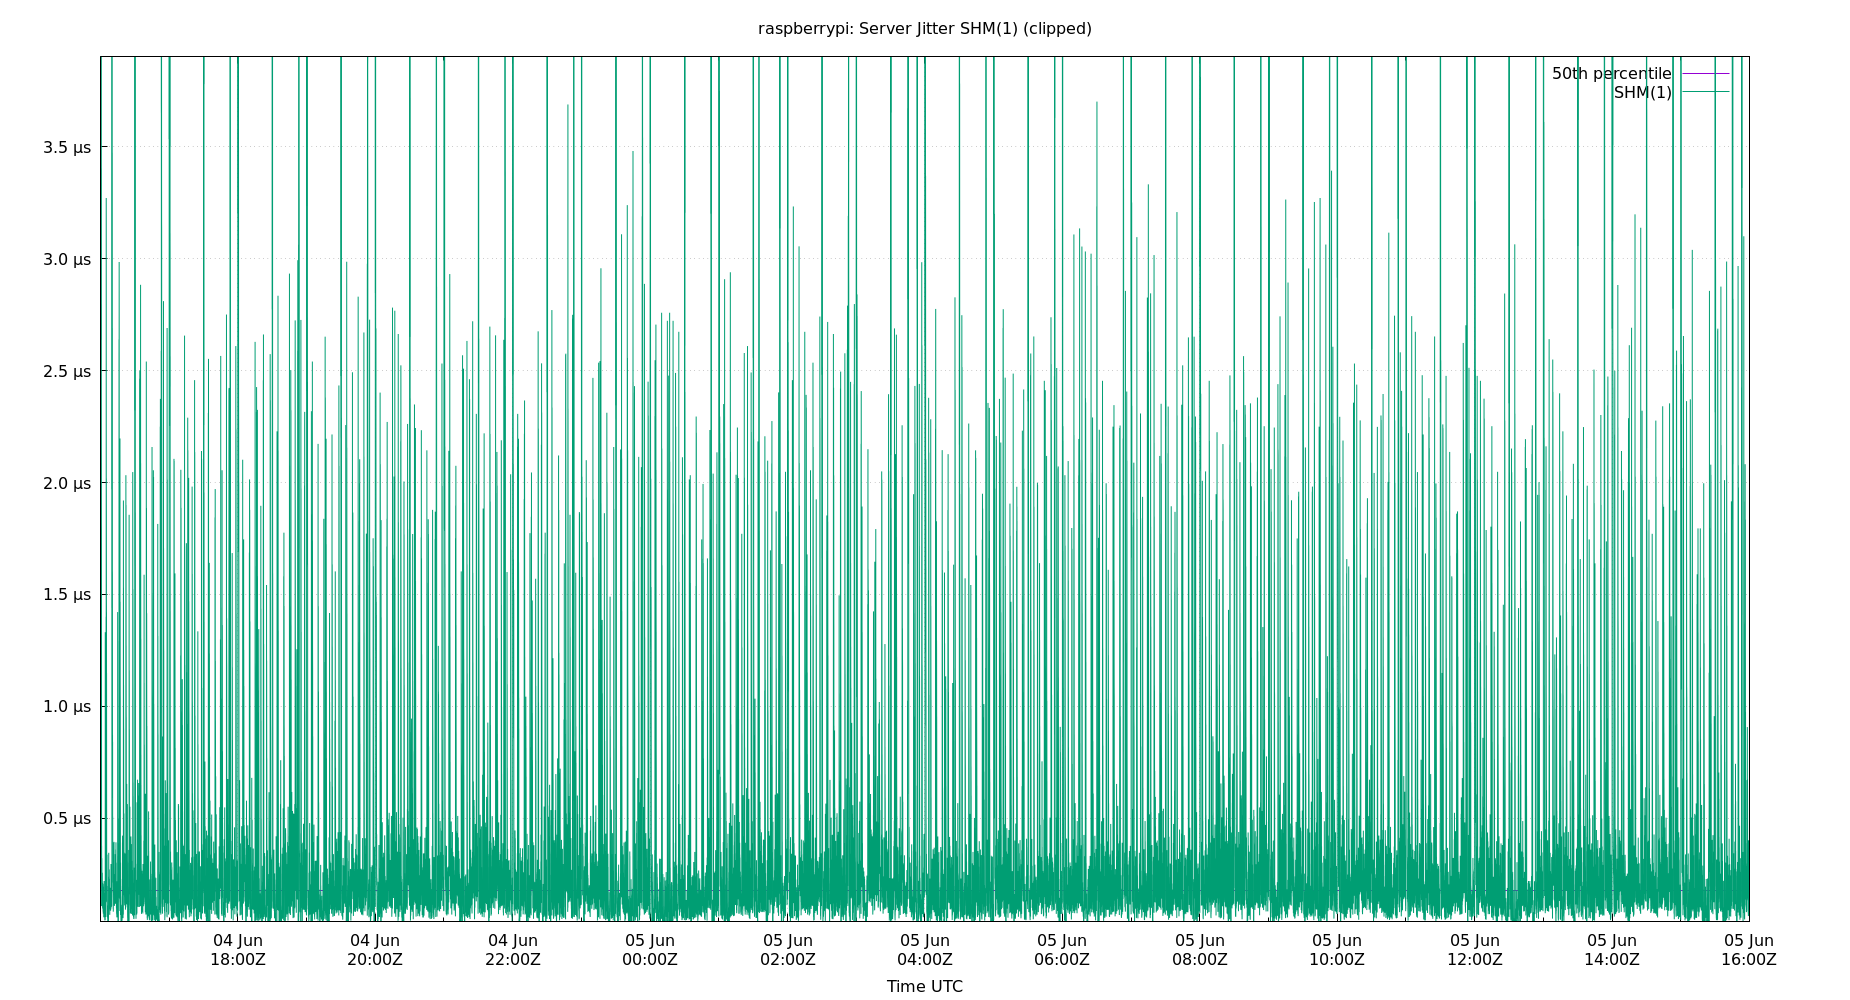 raspberrypi: Server Jitter SHM(1) (clipped)
50th percentile
SHM(1)
3.5 µs
3.0 µs
2.5 µs
2.0 µs
1.5 µs
1.0 µs
0.5 µs
04 Jun 04 Jun 04 Jun 05 Jun 05 Jun 05 Jun 05 Jun 05 Jun 05 Jun 05 Jun 05 Jun 05 Jun
18:00Z 20:00Z 22:00Z 00:00Z 02:00Z 04:00Z 06:00Z 08:00Z 10:00Z 12:00Z 14:00Z 16:00Z
Time UTC